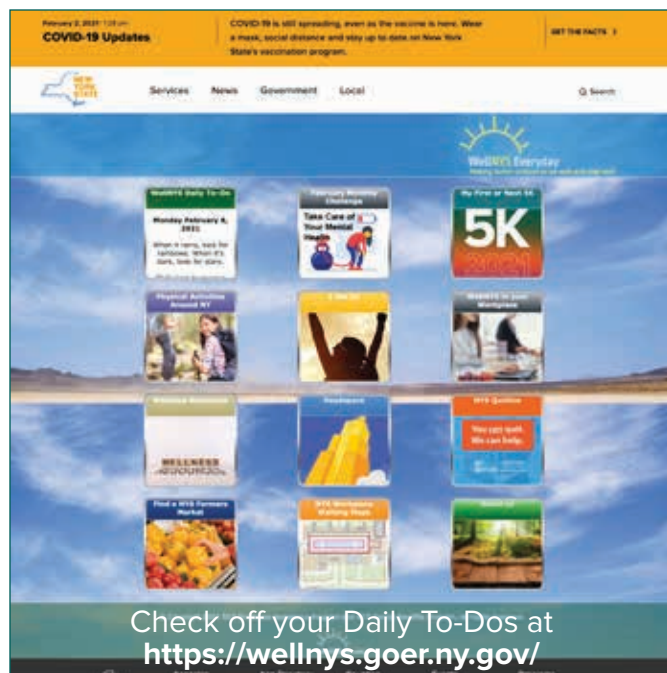 February 2, 2021
COVID-19 Updates
COVID-19 is still spreading, even as the vaccine is here. Wear
a mask, social distance and stay up to date on New York
State's vaccination program.
GET THE FACTS
NEW
YORK
STATE
Services
News
Government
Local
Search
WellNYS Everyday
WellNYS Daily To-Do
Monday February 8,
2021
When it rains, look for
rainbows. When it's
dark, look for stars.
February Monthly
Challenge
Take Care of
Your Mental
Health
My First or Next 5K
5K
2021
Physical Activities
Around NY
WellNYS in your
Workplace
WELLNESS
Headspace
NYS Quitline
You can quit.
We can help.
Find a NYS Farmers
Market
NYS Workplace
Walking Maps
About Us
Check off your Daily To-Dos at
https://wellnys.goer.ny.gov/